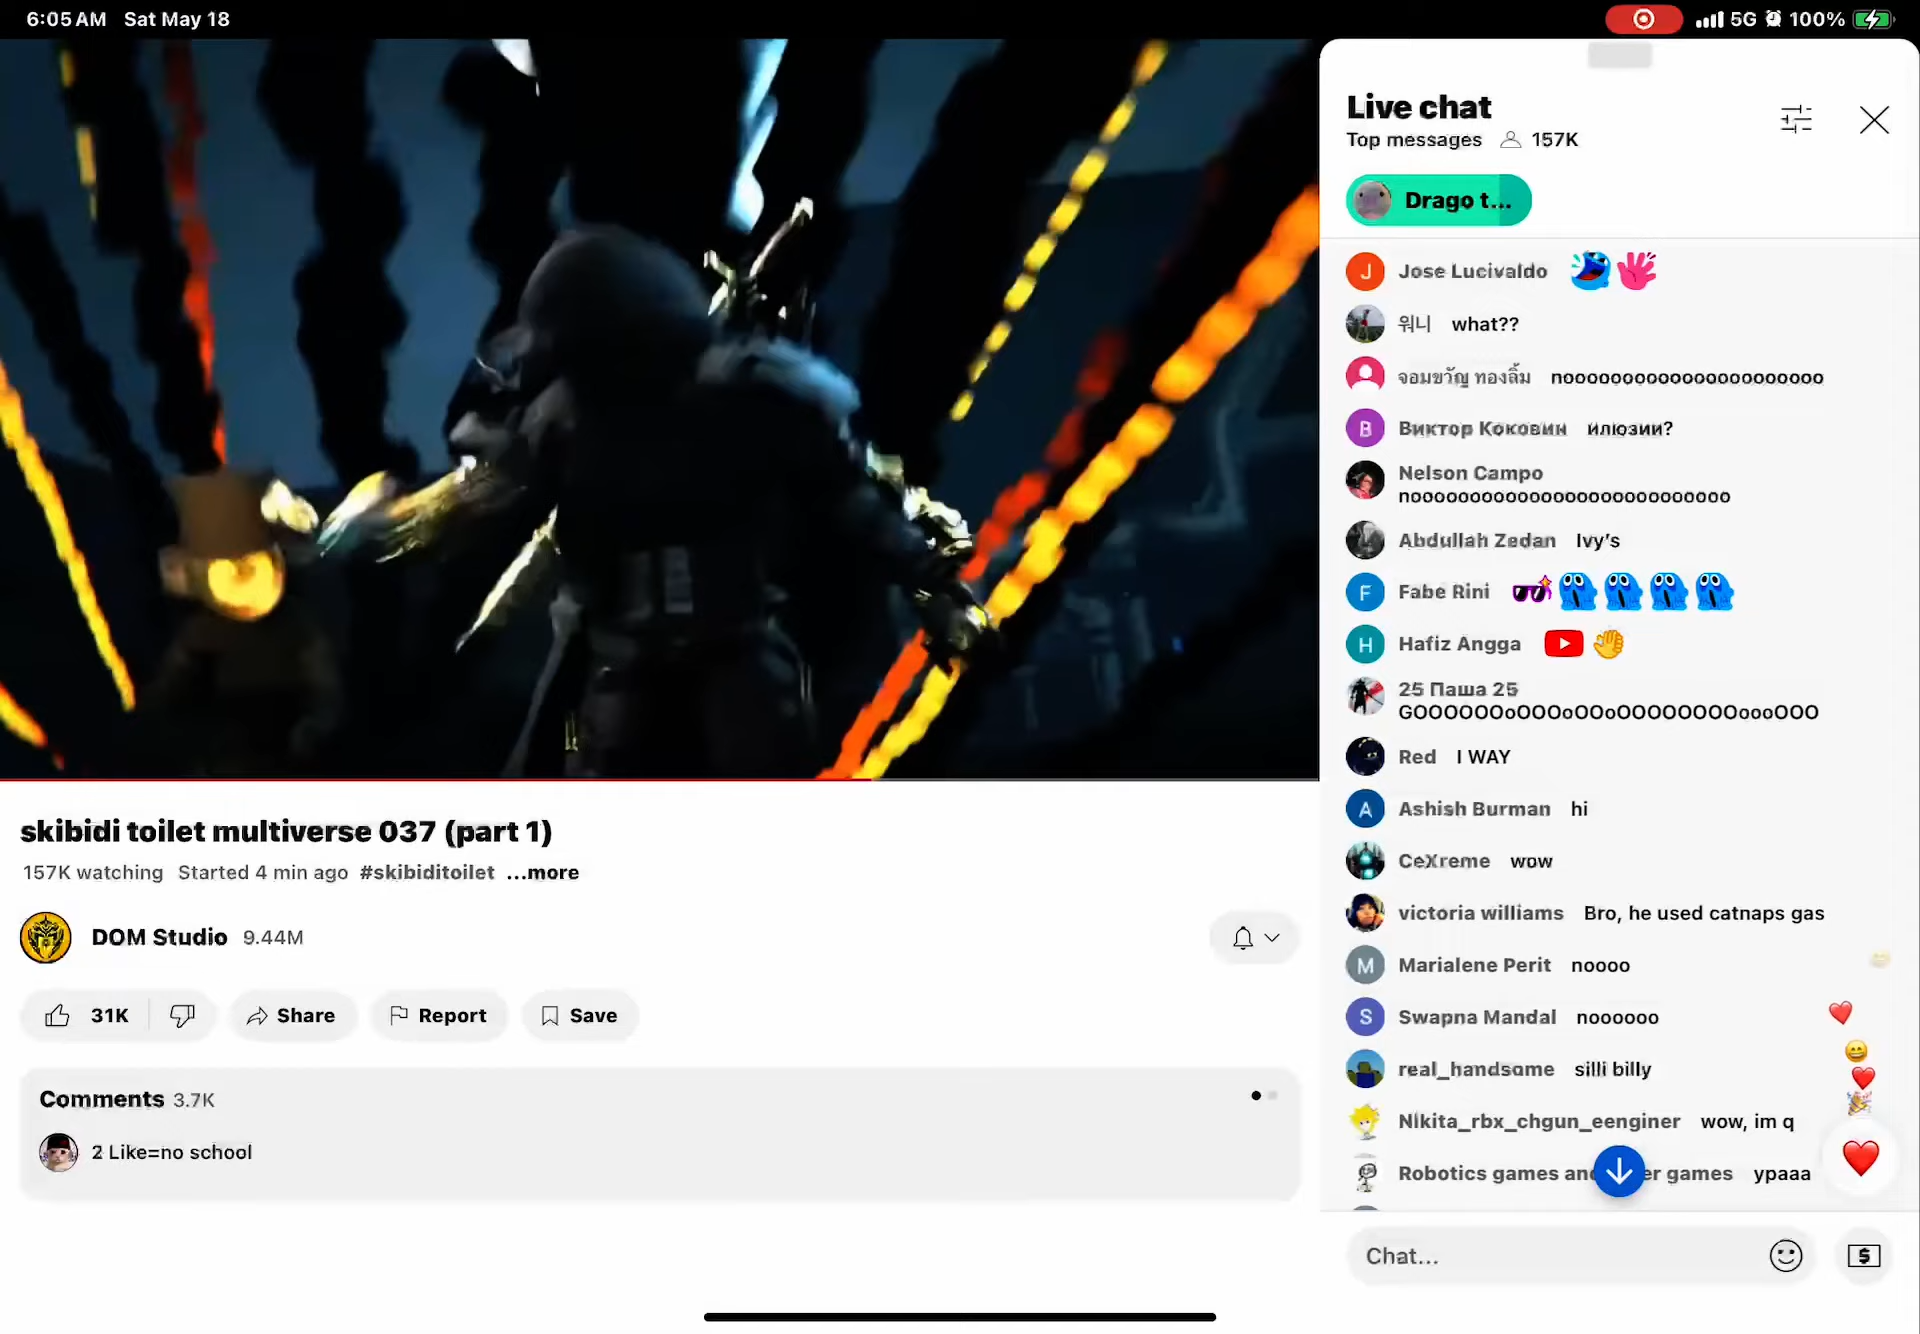 6:05 AM Sat May 18
5G 100%
Live chat
Top messages 157K
Drago t...
J Jose Lucivaldo
워니 what??
จอมขวัญ ทองลิ้ม nooooooooooooooooooooooo
В Виктор Коковин илюзии?
Nelson Campo
noooooooooooooooooooooooooooo
Abdullah Zedan Ivy's
F Fabe Rini
H Hafiz Angga
25 Паша 25
GOOOOOOoOOOoOOoOOOOOOOOoooOOO
Red I WAY
A Ashish Burman hi
CeXreme wow
victoria williams Bro, he used catnaps gas
M Marialene Perit noooo
S Swapna Mandal noooooo
real_handsome silli billy
Nikita_rbx_chgun_eenginer wow, im q
Robotics games games ypaaa
Chat...
skibidi toilet multiverse 037 (part 1)
157K watching Started 4 min ago #skibiditoilet ...more
DOM Studio 9.44M
31K Share Report Save
Comments 3.7K
2 Like=no school